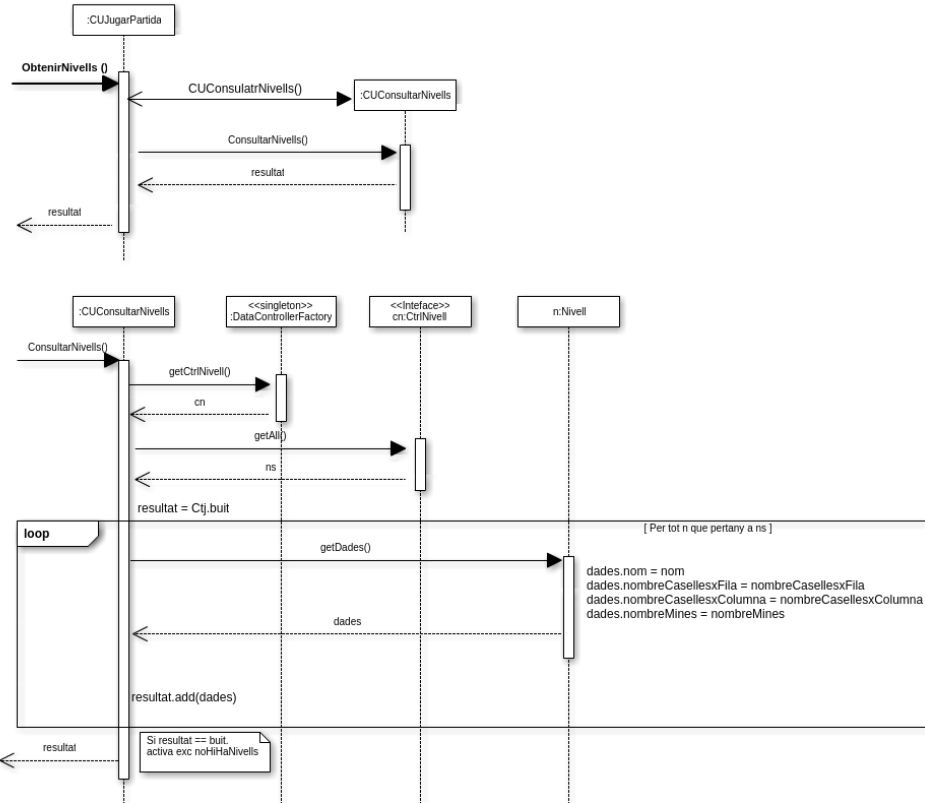 :CUJugarPartida
ObtenirNivells ()
CUConsulatrNivells()
:CUConsultarNivells
ConsultarNivells()
resultat
resultat
:CUConsultarNivells
<<singleton>>
:DataControllerFactory
<<Inteface>>
cn:CtrlNivell
n:Nivell
ConsultarNivells()
getCtrlNivell()
cn
getAll()
ns
resultat = Ctj.buit
loop
[ Per tot n que pertany a ns ]
getDades()
dades.nom = nom
dades.nombreCasellesxFila = nombreCasellesxFila
dades.nombreCasellesxColumna = nombreCasellesxColumna
dades.nombreMines = nombreMines
dades
resultat.add(dades)
Si resultat == buit.
activa exc noHiHaNivells
resultat